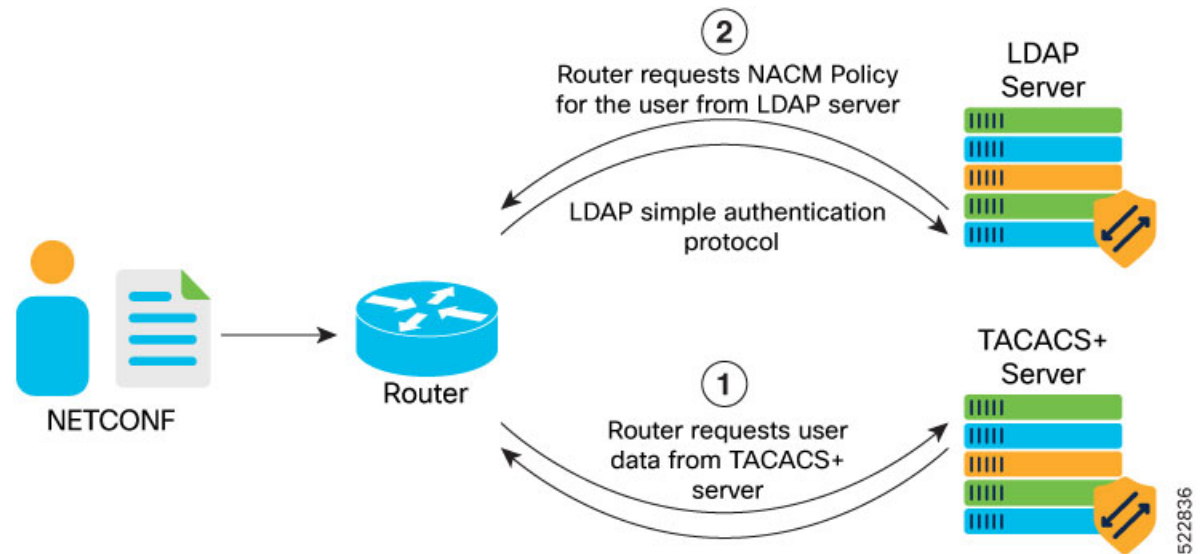 2
Router requests NACM Policy
for the user from LDAP server
LDAP
Server
LDAP simple authentication
protocol
NETCONF
Router
TACACS+
Server
1
Router requests user
data from TACACS+
server
522836